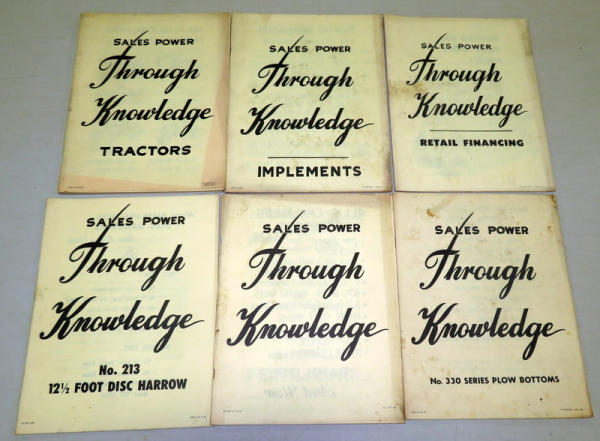 SALES POWER
Through
Knowledge
TRACTORS
SALES POWER
Through
Knowledge
IMPLEMENTS
SALES POWER
Through
Knowledge
RETAIL FINANCING
SALES POWER
Through
Knowledge
No. 213
12½ FOOT DISC HARROW
SALES POWER
Through
Knowledge
SALES POWER
Through
Knowledge
No. 330 SERIES PLOW BOTTOMS